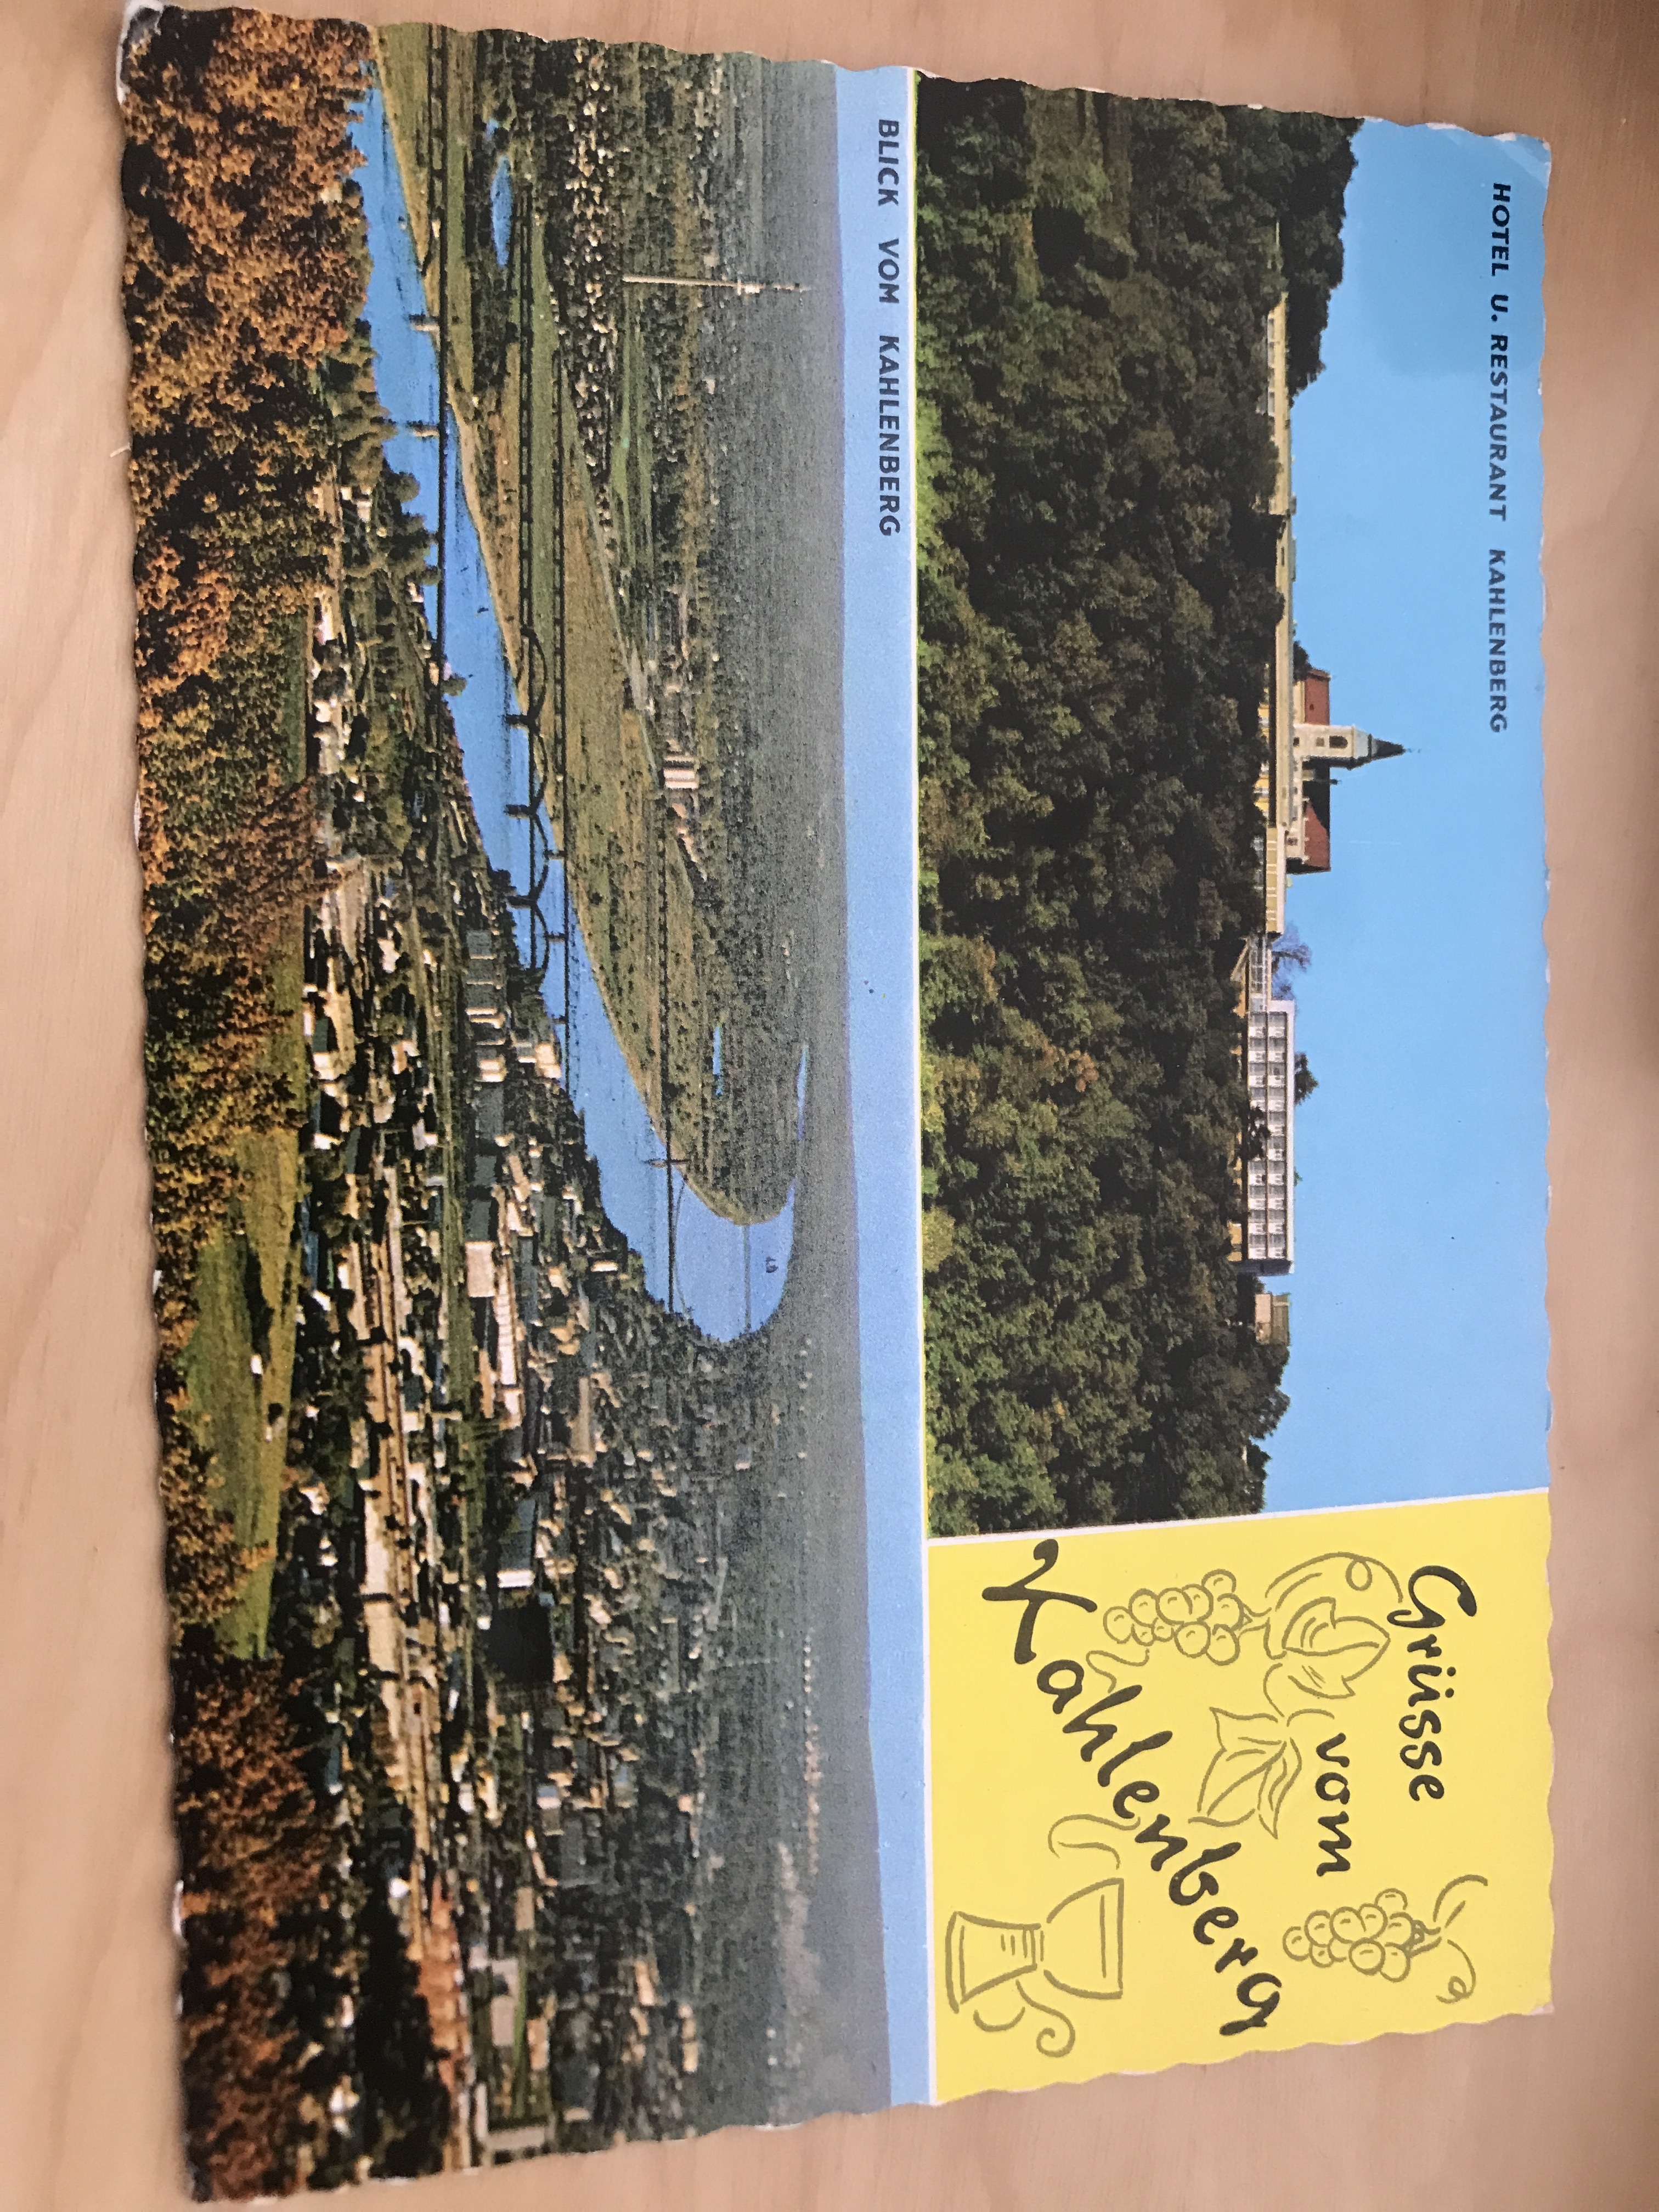 HOTEL U. RESTAURANT KAHLENBERG
Grüsse
vom
Kahlenberg
BLICK VOM KAHLENBERG